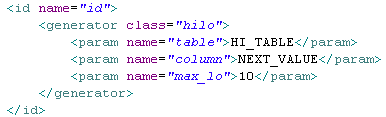 <id name="id">
<generator class="hilo">
<param name="table">HI_TABLE</param>
<param name="column">NEXT_VALUE</param>
<param name="max_lo">10</param>
</generator>
</id>